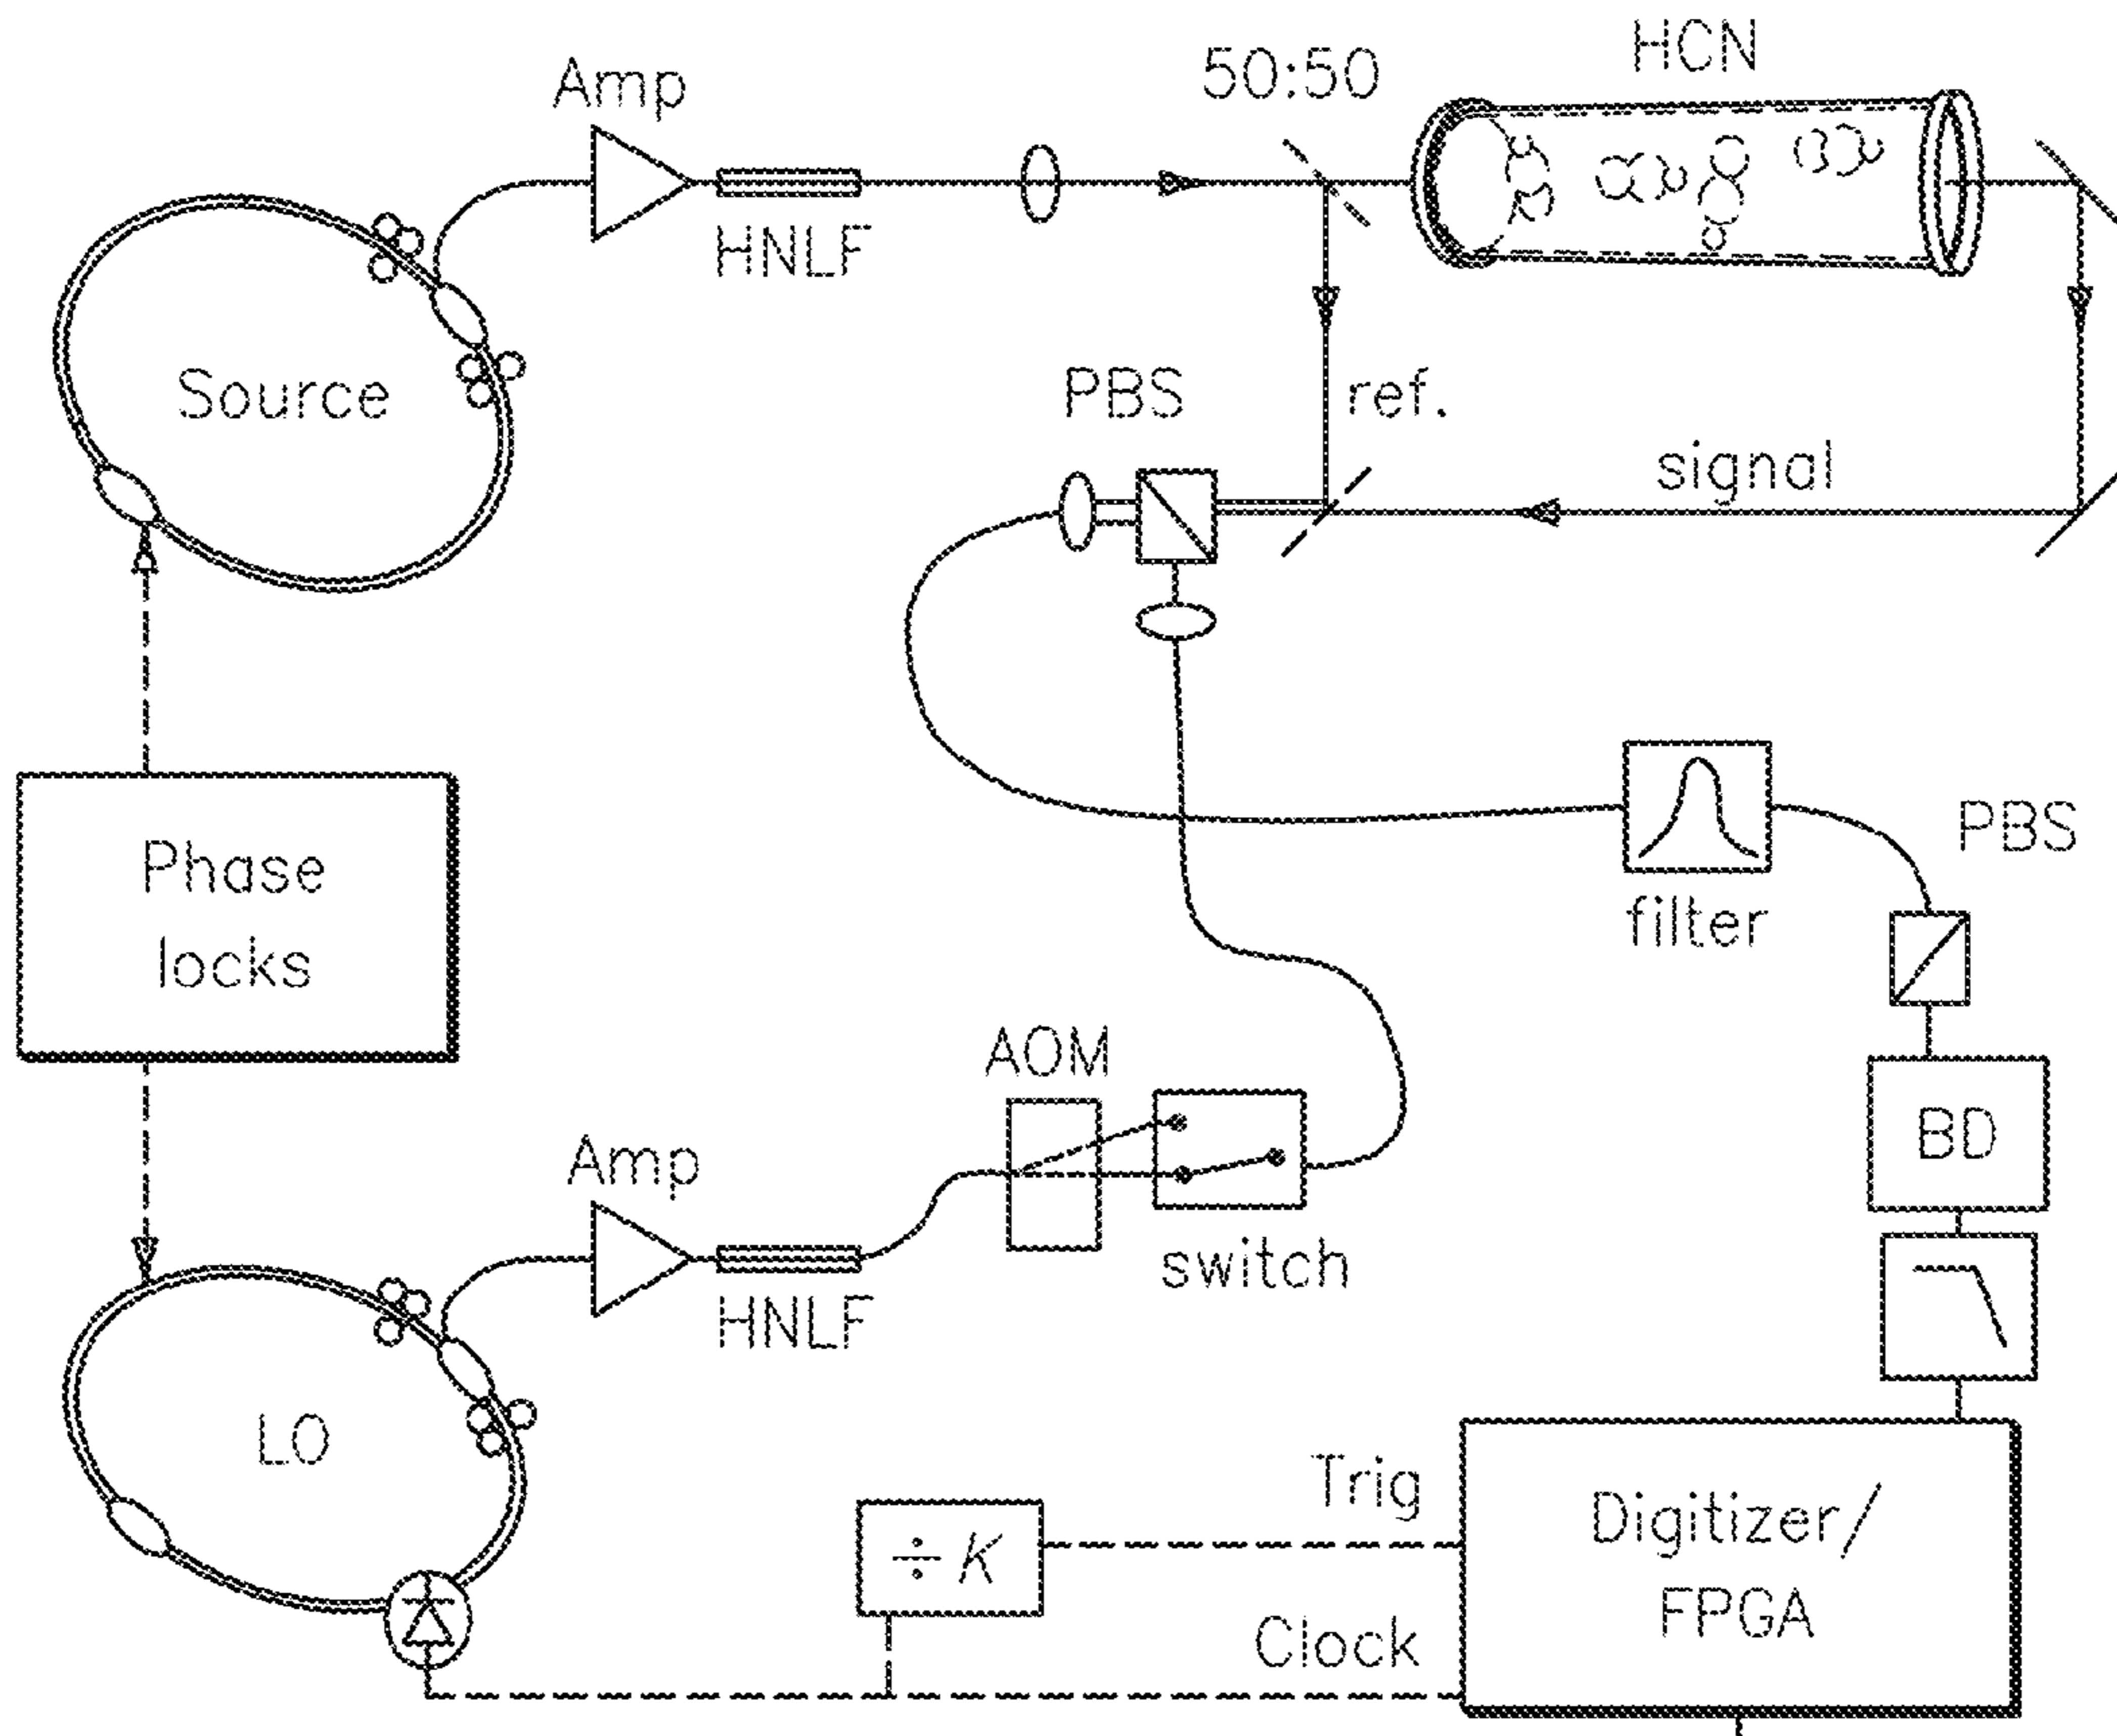 HCN
50:50
Amp
HNLF
Source
PBS
ref.
signal
Phase
locks
PBS
filter
AOM
BD
Amp
switch
HNLF
LO
Trig
Digitizer/
÷ K
FPGA
Clock